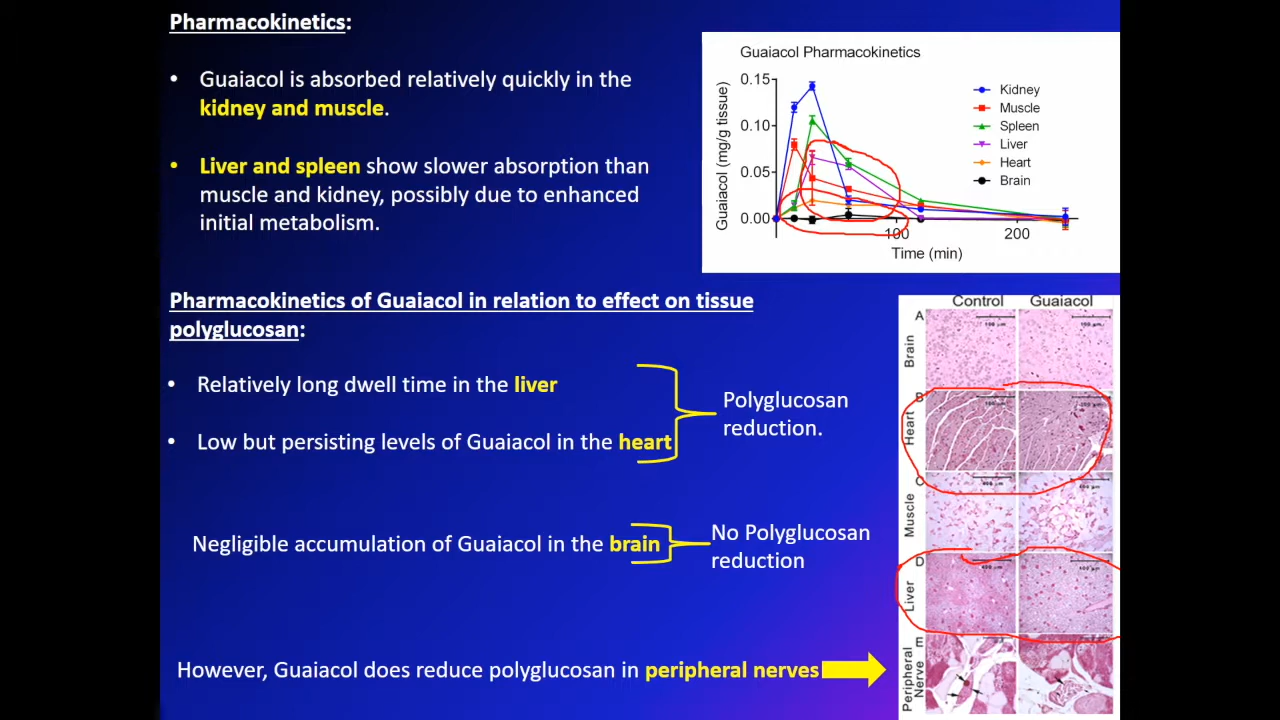 Pharmacokinetics:
• Guaiacol is absorbed relatively quickly in the
kidney and muscle.
• Liver and spleen show slower absorption than
muscle and kidney, possibly due to enhanced
initial metabolism.
Guaiacol Pharmacokinetics
Guaiacol (mg/g tissue)
0.15
0.10
0.05
0.00
100
200
Time (min)
Kidney
Muscle
Spleen
Liver
Heart
Brain
Pharmacokinetics of Guaiacol in relation to effect on tissue
polyglucosan:
• Relatively long dwell time in the liver
• Low but persisting levels of Guaiacol in the heart
Polyglucosan
reduction.
Negligible accumulation of Guaiacol in the brain
No Polyglucosan
reduction
However, Guaiacol does reduce polyglucosan in peripheral nerves
Control Guaiacol
A
Brain
B
Heart
C
Muscle
D
Liver
E
Peripheral
Nerve